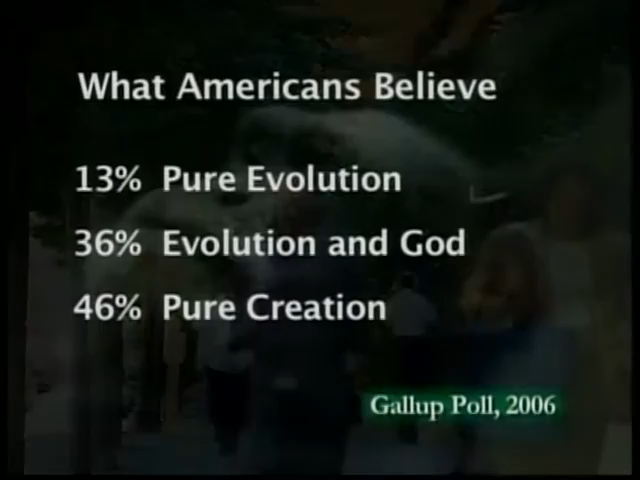 What Americans Believe
13% Pure Evolution
36% Evolution and God
46% Pure Creation
Gallup Poll, 2006